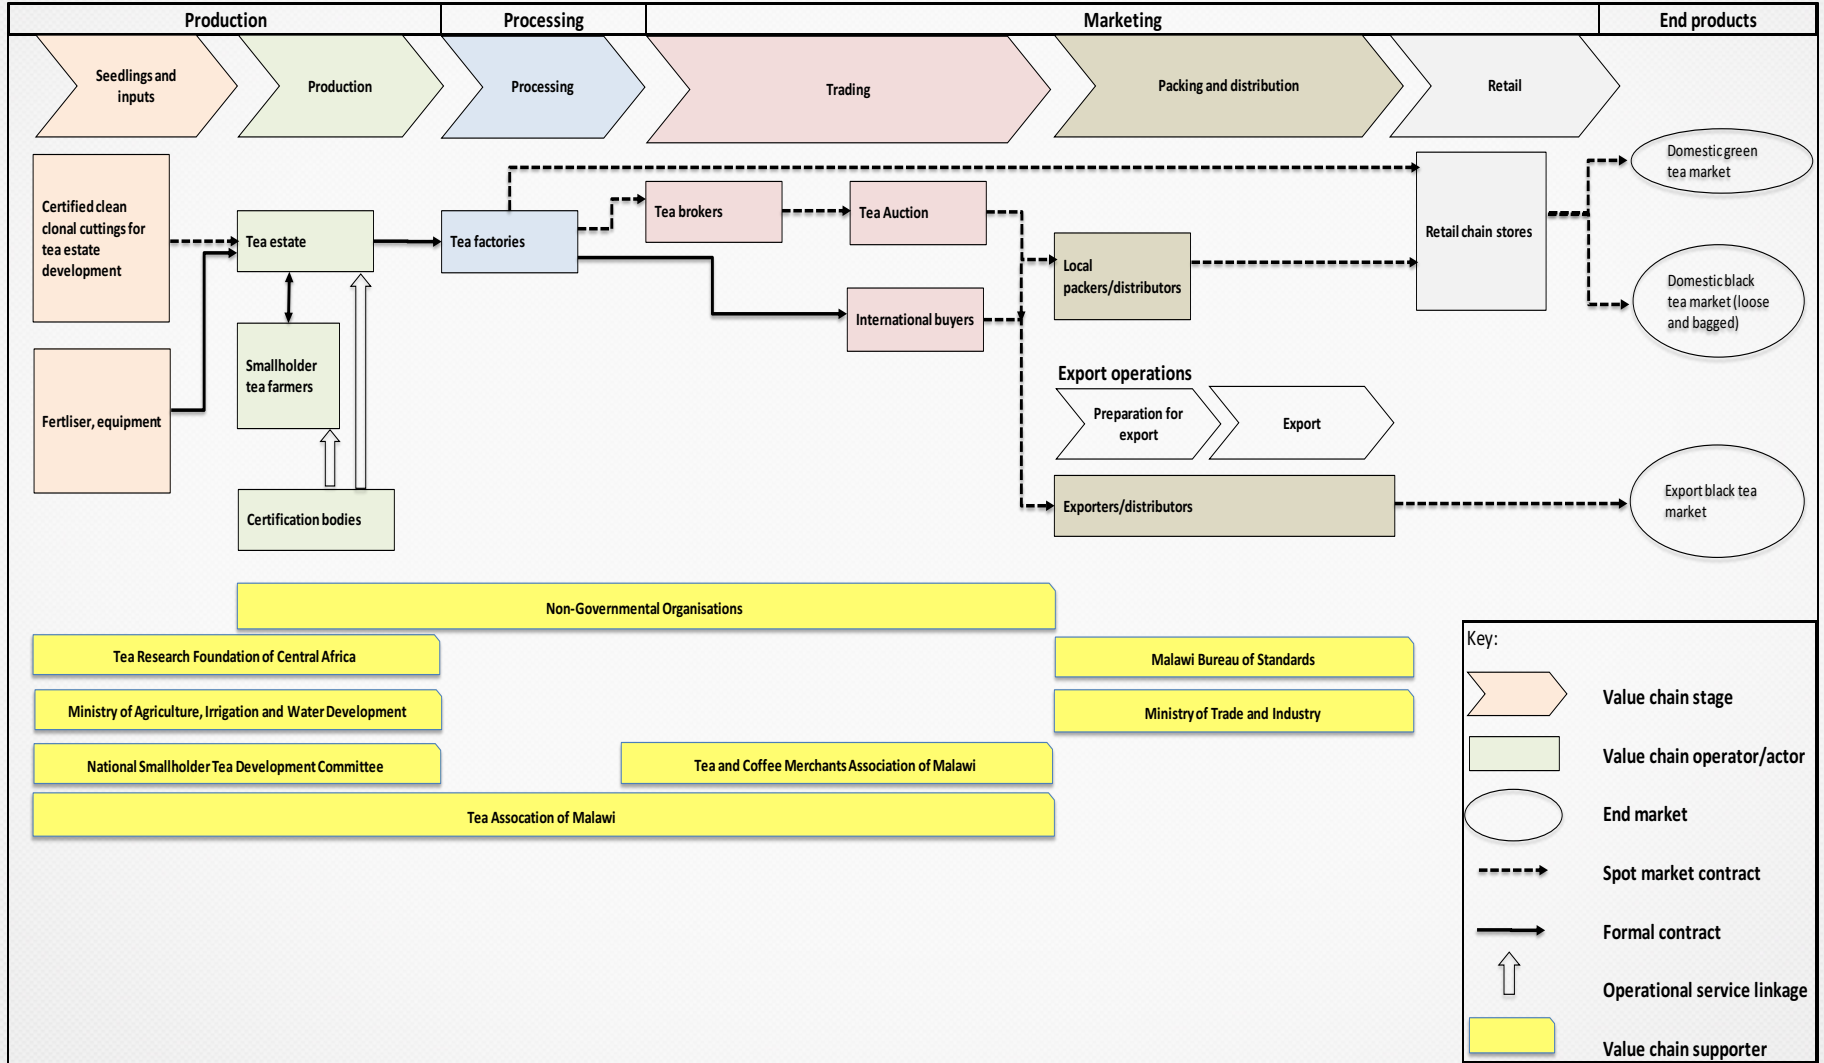 Production
Processing
Marketing
End products
Seedlings and
inputs
Production
Processing
Trading
Packing and distribution
Retail
Certified clean
clonal cuttings for
tea estate
development
Fertliser, equipment
Tea estate
Smallholder
tea farmers
Certification bodies
Tea factories
Tea brokers
Tea Auction
International buyers
Local
packers/distributors
Export operations
Preparation for
export
Export
Exporters/distributors
Retail chain stores
Domestic green
tea market
Domestic black
tea market (loose
and bagged)
Export black tea
market
Non-Governmental Organisations
Tea Research Foundation of Central Africa
Malawi Bureau of Standards
Ministry of Agriculture, Irrigation and Water Development
Ministry of Trade and Industry
National Smallholder Tea Development Committee
Tea and Coffee Merchants Association of Malawi
Tea Assocation of Malawi
Key:
Value chain stage
Value chain operator/actor
End market
Spot market contract
Formal contract
Operational service linkage
Value chain supporter